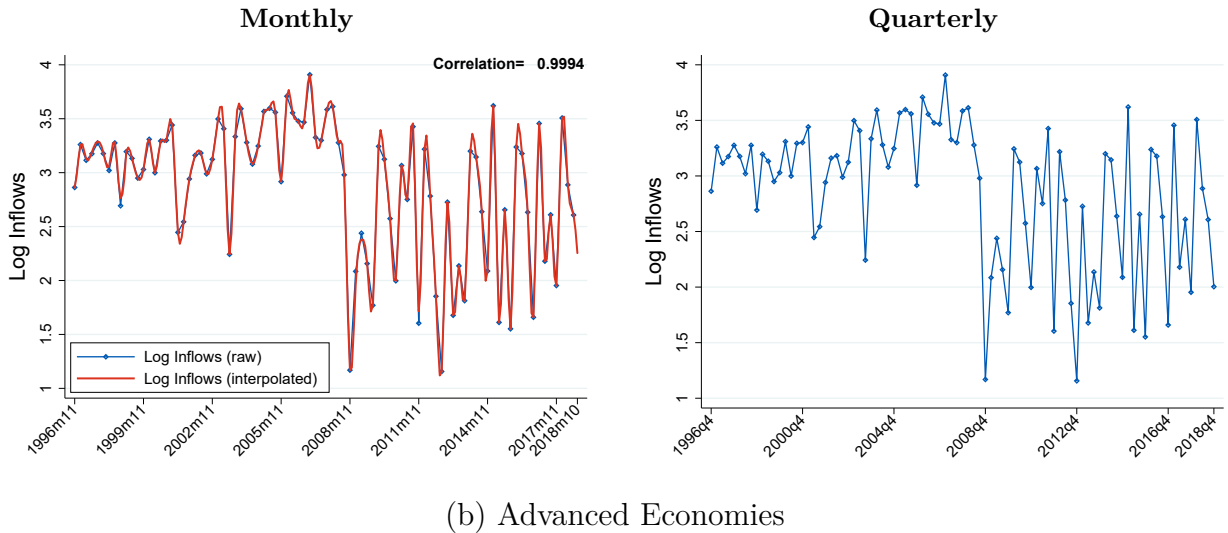 Monthly
Quarterly
Correlation= 0.9994
Log Inflows
4
3.5
3
2.5
2
1.5
1
Log Inflows (raw)
Log Inflows (interpolated)
1996m11
1999m11
2002m11
2005m11
2008m11
2011m11
2014m11
2017m11
2018m10
Log Inflows
4
3.5
3
2.5
2
1.5
1
1996q4
2000q4
2004q4
2008q4
2012q4
2016q4
2018q4
(b) Advanced Economies